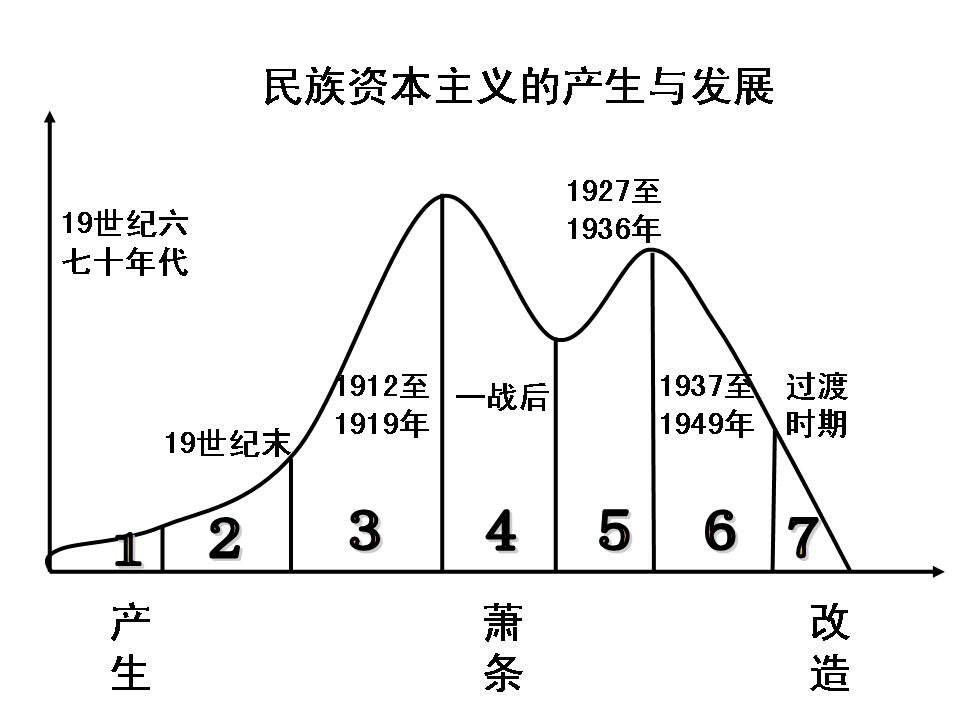 民族资本主义的产生与发展
19世纪六
七十年代
19世纪末
1912至
1919年
一战后
1927至
1936年
1937至
1949年
过渡
时期
1
2
3
4
5
6
7
产
生
萧
条
改
造